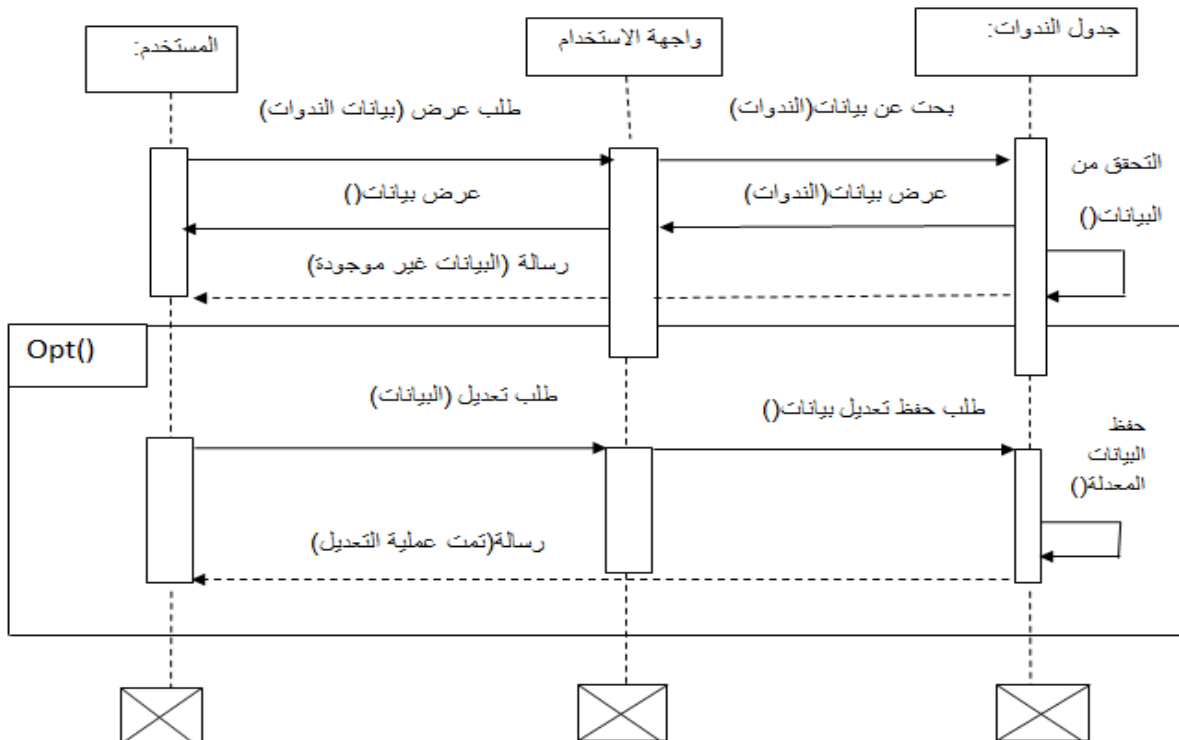 المستخدم:
واجهة الاستخدام
جدول الندوات:
طلب عرض (بيانات الندوات)
بحت عن بيانات(الندوات)
التحقق من
البيانات()
عرض بيانات()
عرض بيانات(الندوات)
رسالة (البيانات غير موجودة)
Opt()
طلب تعديل (البيانات)
طلب حفظ تعديل بيانات()
حفظ
البيانات
المعدلة()
رسالة(تمت عملية التعديل)